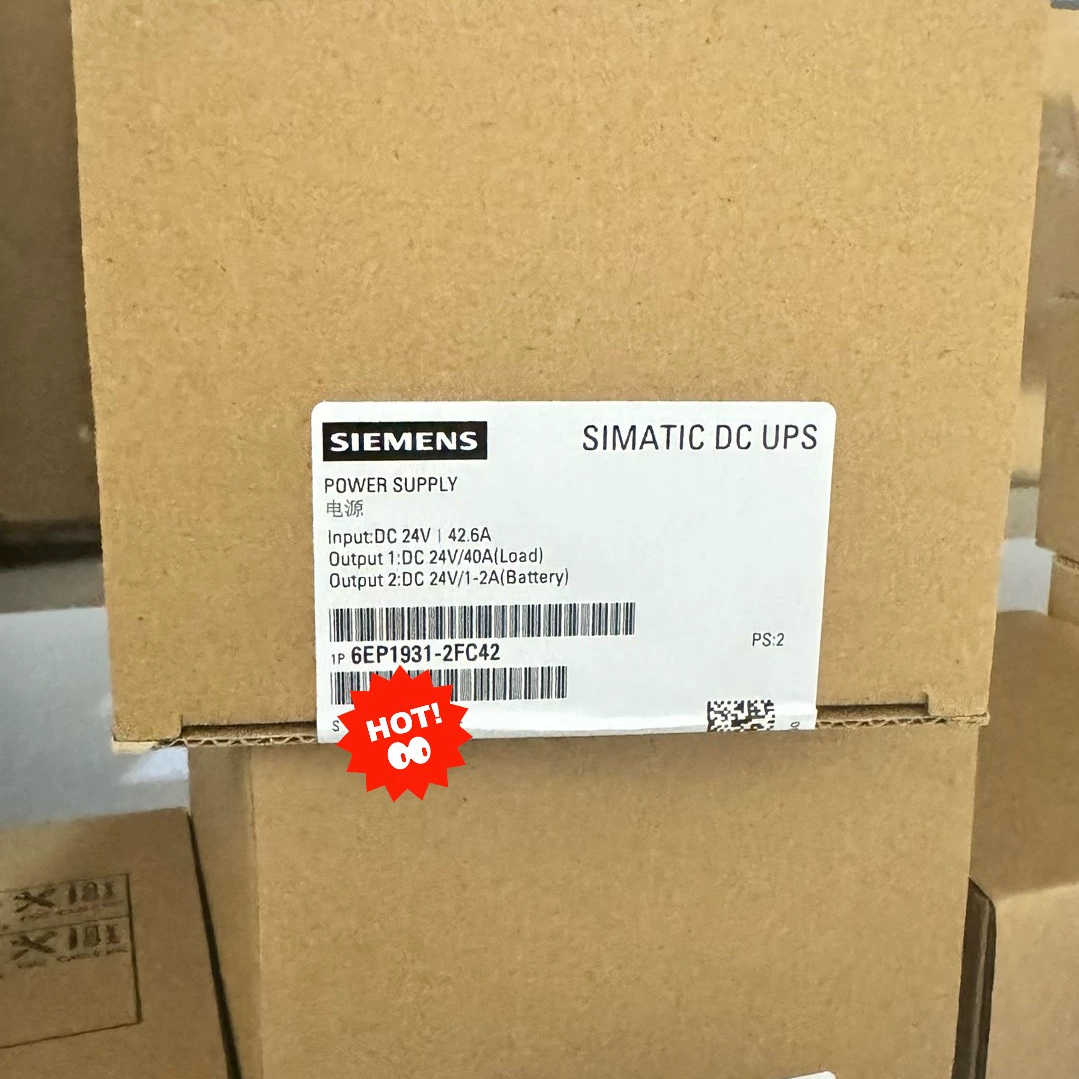 SIEMENS
SIMATIC DC UPS
POWER SUPPLY
电源
Input:DC 24V | 42.6A
Output 1:DC 24V/40A(Load)
Output 2:DC 24V/1-2A(Battery)
1P 6EP1931-2FC42
PS:2
S
HOT!